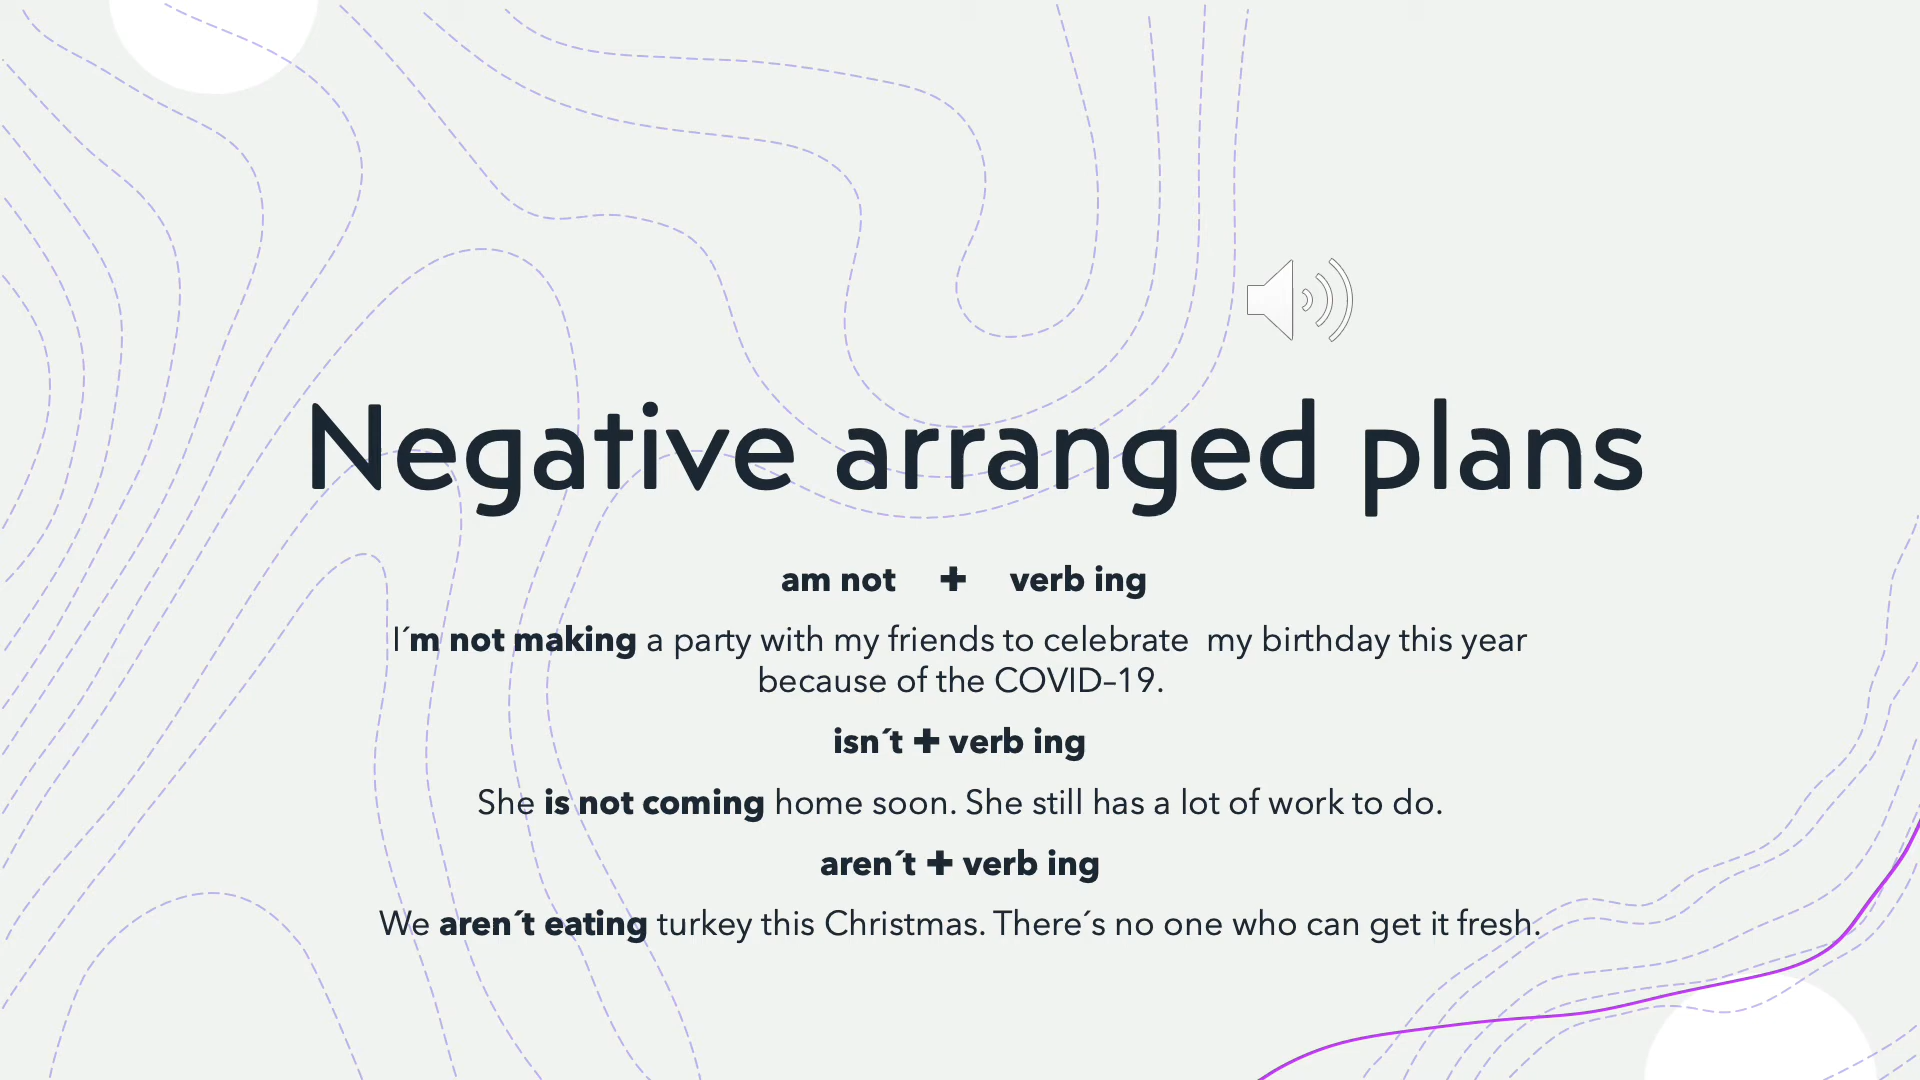 Negative arranged plans
am not + verb ing
I´m not making a party with my friends to celebrate my birthday this year
because of the COVID-19.
isn´t + verb ing
She is not coming home soon. She still has a lot of work to do.
aren´t + verb ing
We aren´t eating turkey this Christmas. There´s no one who can get it fresh.